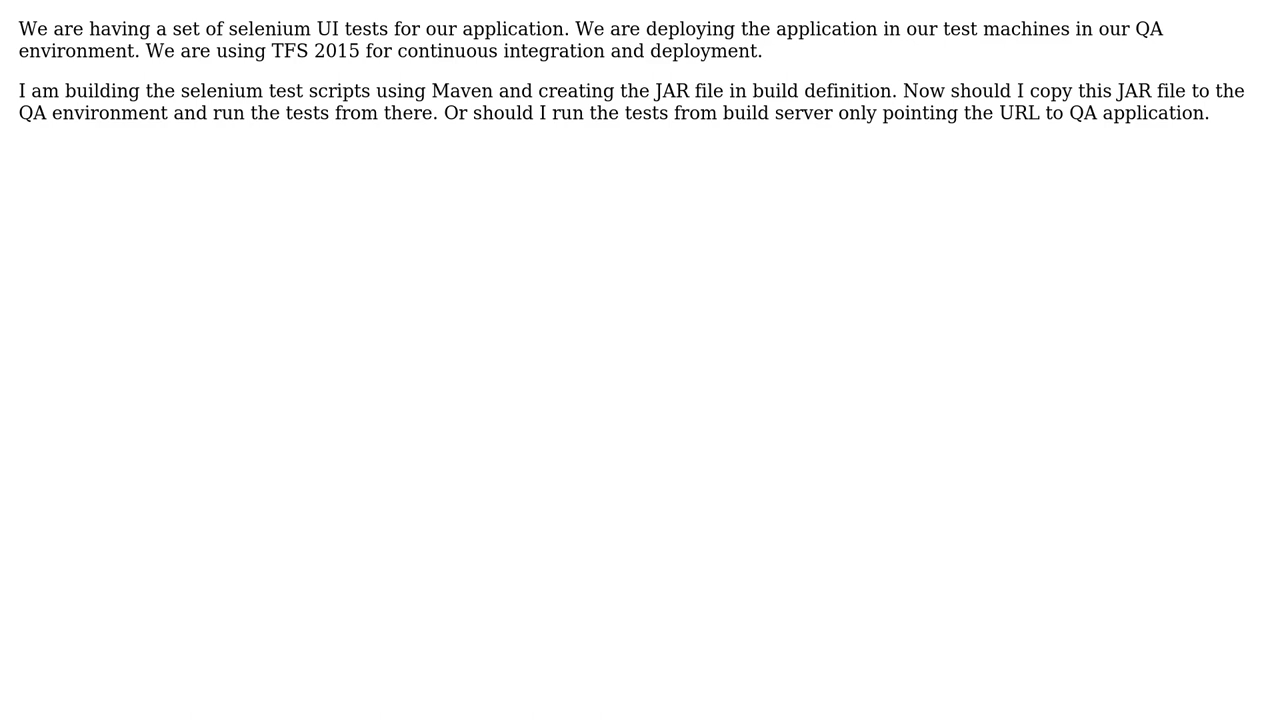 We are having a set of selenium UI tests for our application. We are deploying the application in our test machines in our QA
environment. We are using TFS 2015 for continuous integration and deployment.
I am building the selenium test scripts using Maven and creating the JAR file in build definition. Now should I copy this JAR file to the
QA environment and run the tests from there. Or should I run the tests from build server only pointing the URL to QA application.